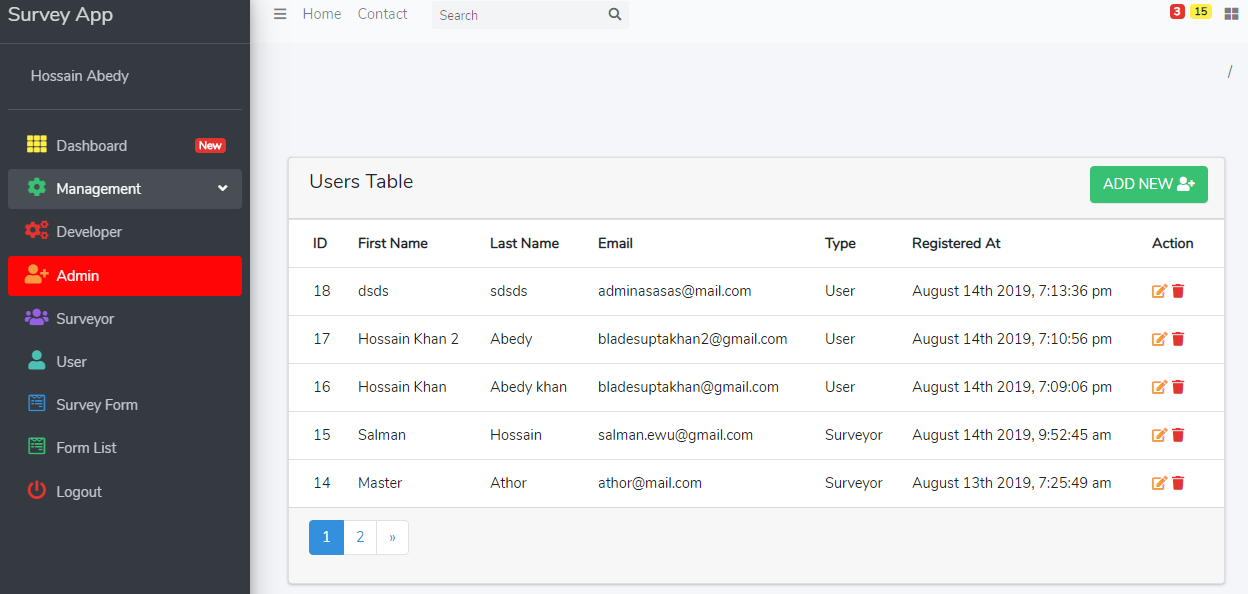 Survey App
Home Contact Search 3 15
Hossain Abedy
/
Dashboard New
Management
Developer
Admin
Surveyor
User
Survey Form
Form List
Logout
Users Table ADD NEW
ID First Name Last Name Email Type Registered At Action
18 dsds sdsds adminasasas@mail.com User August 14th 2019, 7:13:36 pm
17 Hossain Khan 2 Abedy bladesuptakhan2@gmail.com User August 14th 2019, 7:10:56 pm
16 Hossain Khan Abedy khan bladesuptakhan@gmail.com User August 14th 2019, 7:09:06 pm
15 Salman Hossain salman.ewu@gmail.com Surveyor August 14th 2019, 9:52:45 am
14 Master Athor athor@mail.com Surveyor August 13th 2019, 7:25:49 am
1 2 »